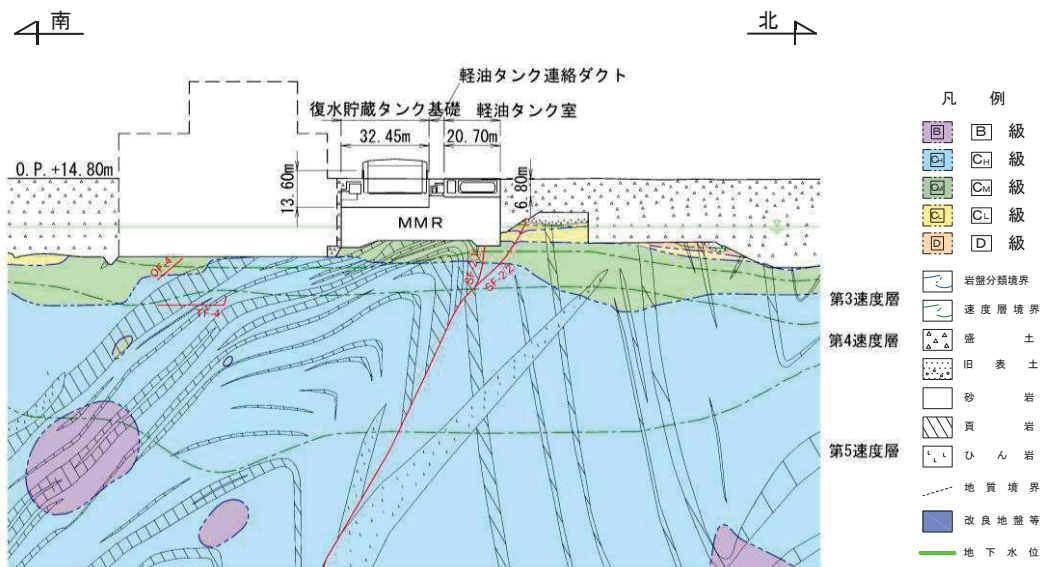 南
北
軽油タンク連絡ダクト
復水貯蔵タンク基礎 軽油タンク室
32.45m 20.70m
O.P.+14.80m
13.60m
6.80m
MMR
OF-4
TF-4
SF-2-1
SF-2-2
第3速度層
第4速度層
第5速度層
凡 例
B B 級
CH CH 級
CM CM 級
CL CL 級
D D 級
岩盤分類境界
速度層境界
盛 土
旧 表 土
砂 岩
頁 岩
ひ ん 岩
地 質 境 界
改 良 地 盤 等
地 下 水 位